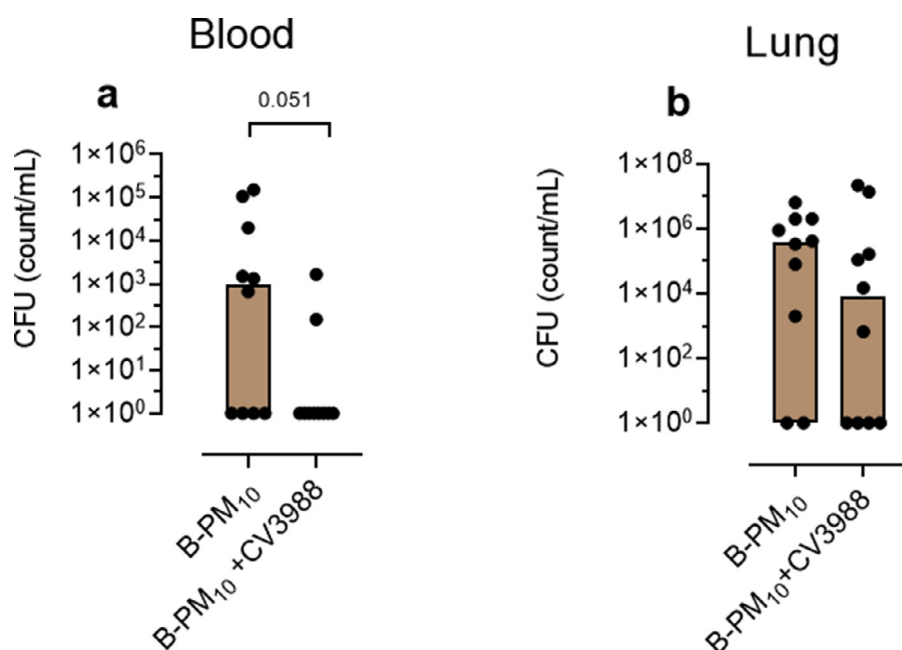 Blood
Lung
a
0.051
CFU (count/mL)
1×10⁶
1×10⁵
1×10⁴
1×10³
1×10²
1×10¹
1×10⁰
B-PM₁₀
B-PM₁₀ +CV3988
b
CFU (count/mL)
1×10⁸
1×10⁶
1×10⁴
1×10²
1×10⁰
B-PM₁₀
B-PM₁₀+CV3988